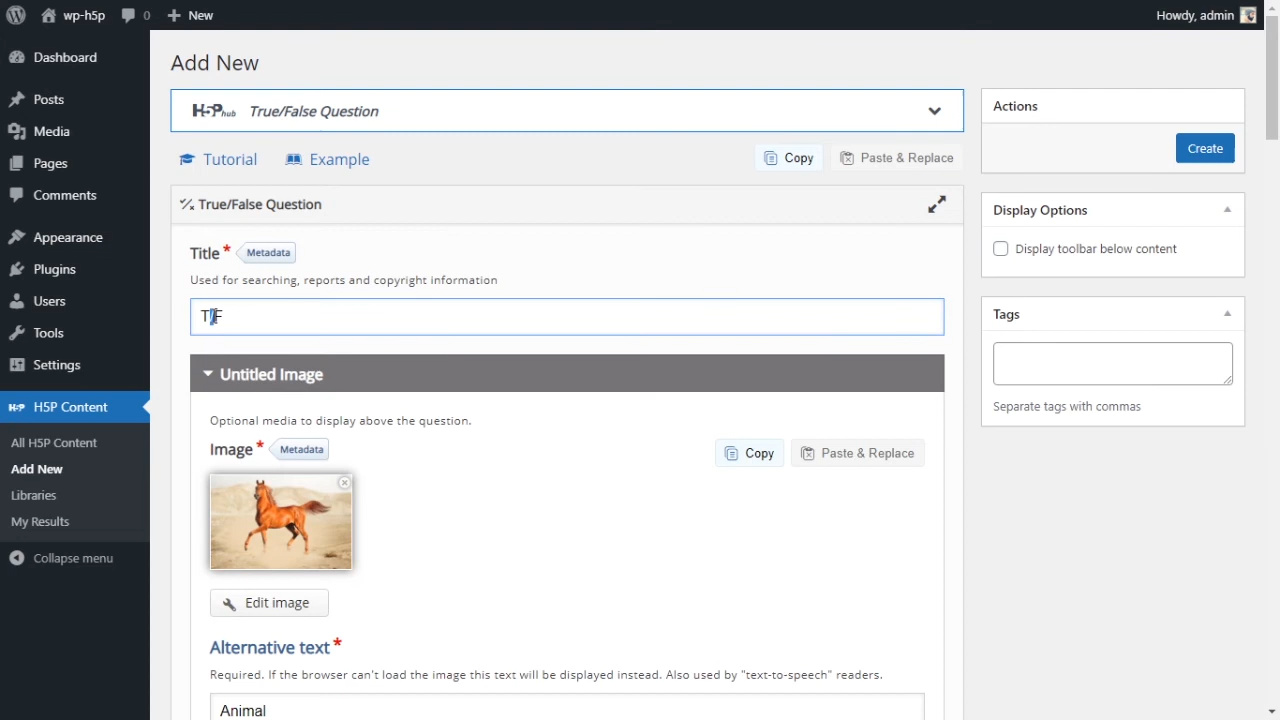 wp-h5p 0 New Howdy, admin
Dashboard
Posts
Media
Pages
Comments
Appearance
Plugins
Users
Tools
Settings
H5P Content
All H5P Content
Add New
Libraries
My Results
Collapse menu
Add New
H5P hub True/False Question
Tutorial Example Copy Paste & Replace
True/False Question
Title * Metadata
Used for searching, reports and copyright information
T/F
Untitled Image
Optional media to display above the question.
Image * Metadata Copy Paste & Replace
Edit image
Alternative text *
Required. If the browser can't load the image this text will be displayed instead. Also used by "text-to-speech" readers.
Animal
Actions
Create
Display Options
Display toolbar below content
Tags
Separate tags with commas